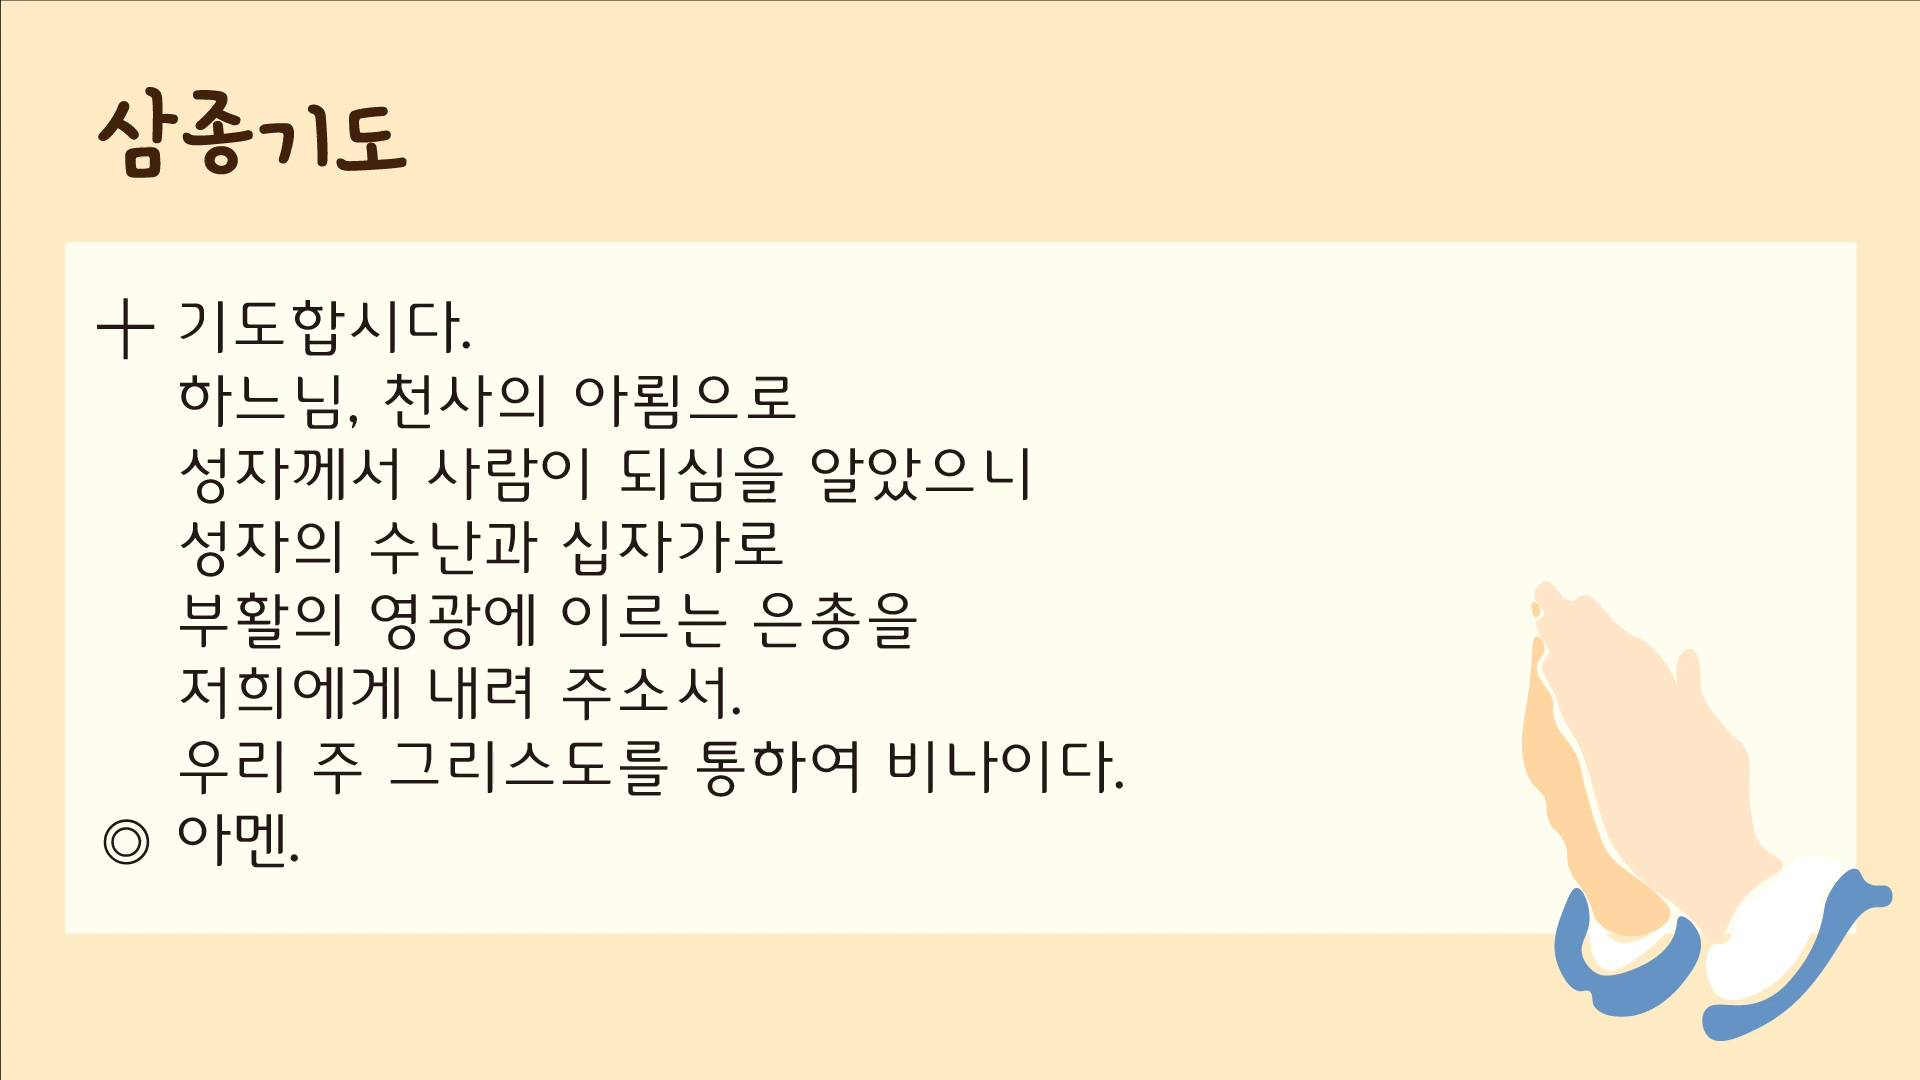 삼종기도
┼ 기도합시다.
하느님, 천사의 아룀으로
성자께서 사람이 되심을 알았으니
성자의 수난과 십자가로
부활의 영광에 이르는 은총을
저희에게 내려 주소서.
우리 주 그리스도를 통하여 비나이다.
◎ 아멘.